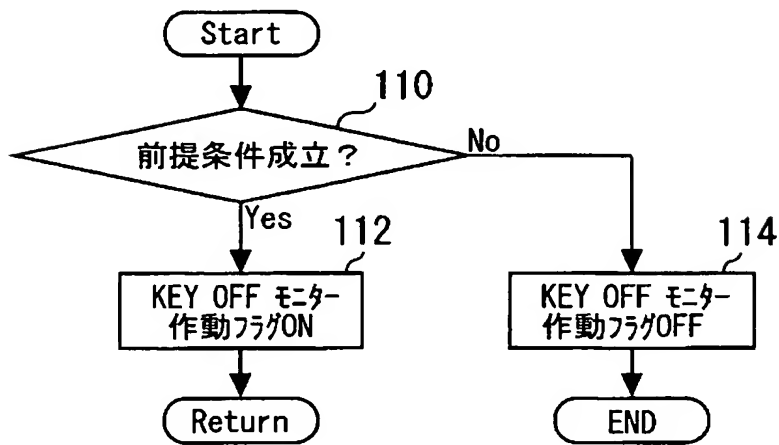 Start
110
前提条件成立?
No
Yes
112
114
KEY OFF モニター
作動フラグON
KEY OFF モニター
作動フラグOFF
Return
END